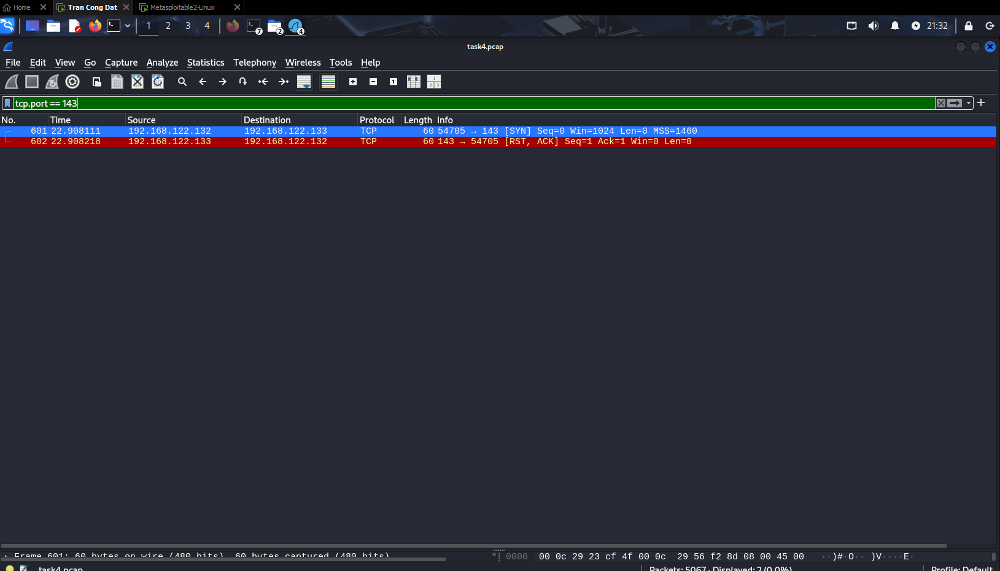 Home Tran Cong Dat Metasploitable2-Linux
1 2 3 4 7 2 4 21:32
task4.pcap
File Edit View Go Capture Analyze Statistics Telephony Wireless Tools Help
tcp.port == 143
No. Time Source Destination Protocol Length Info
601 22.908111 192.168.122.132 192.168.122.133 TCP 60 54705 → 143 [SYN] Seq=0 Win=1024 Len=0 MSS=1460
602 22.908218 192.168.122.133 192.168.122.132 TCP 60 143 → 54705 [RST, ACK] Seq=1 Ack=1 Win=0 Len=0
Frame 601: 60 bytes on wire (480 bits), 60 bytes captured (480 bits) 0000 00 0c 29 23 cf 4f 00 0c 29 56 f2 8d 08 00 45 00 ··)#·O·· )V····E·
task4.pcap Packets: 5067 · Displayed: 2 (0.0%) Profile: Default